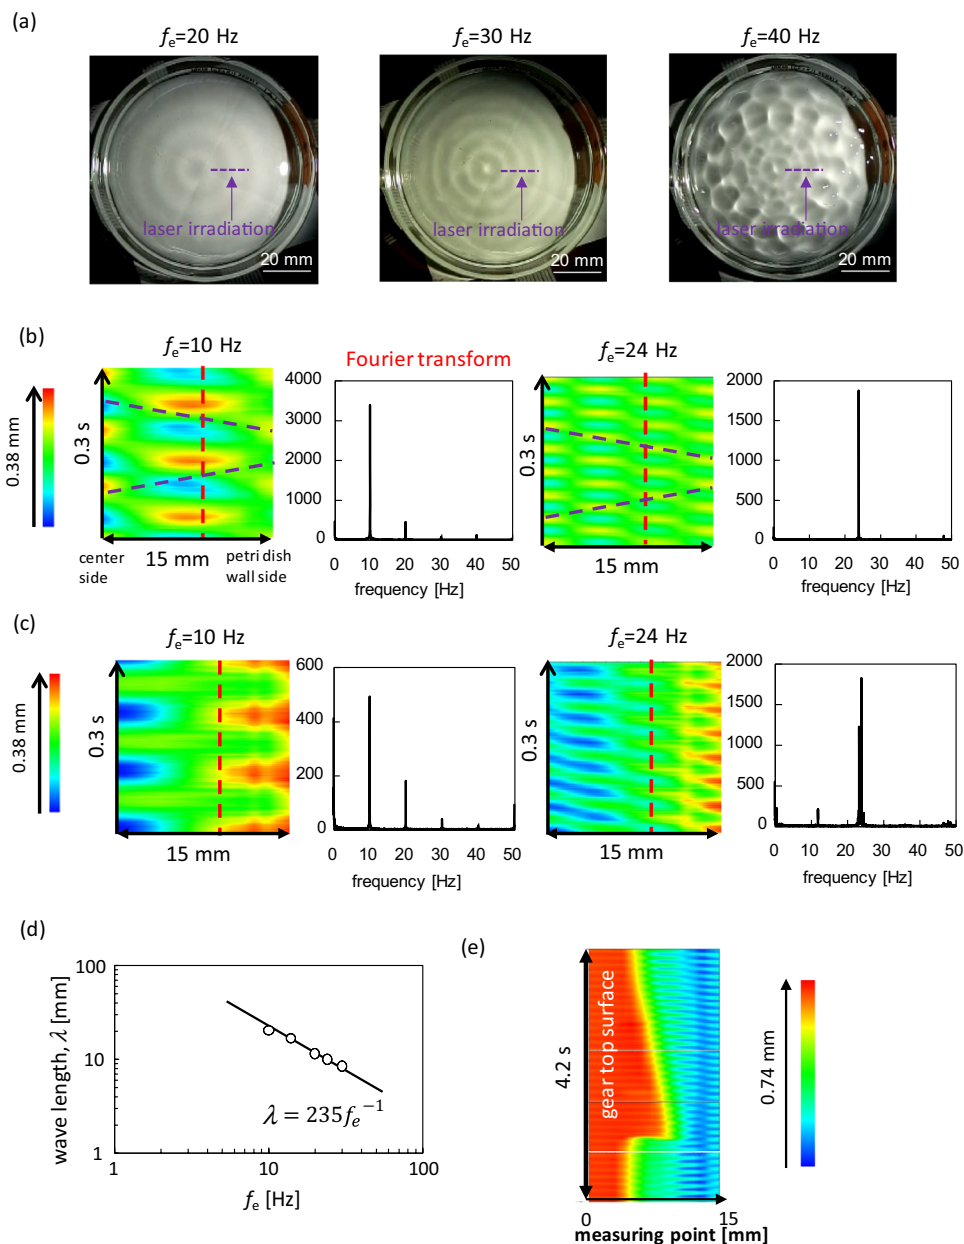 (a)
fe=20 Hz
fe=30 Hz
fe=40 Hz
laser irradiation
laser irradiation
laser irradiation
20 mm
20 mm
20 mm
(b)
fe=10 Hz
Fourier transform
fe=24 Hz
0.38 mm
0.3 s
center side
15 mm
petri dish wall side
4000
3000
2000
1000
0
0 10 20 30 40 50
frequency [Hz]
0.3 s
15 mm
2000
1500
1000
500
0
0 10 20 30 40 50
frequency [Hz]
(c)
fe=10 Hz
fe=24 Hz
0.38 mm
0.3 s
15 mm
600
400
200
0
0 10 20 30 40 50
frequency [Hz]
0.3 s
15 mm
2000
1500
1000
500
0
0 10 20 30 40 50
frequency [Hz]
(d)
wave length, λ [mm]
100
10
1
1 10 100
λ = 235fe⁻¹
fe [Hz]
(e)
4.2 s
gear top surface
0.74 mm
0 15
measuring point [mm]